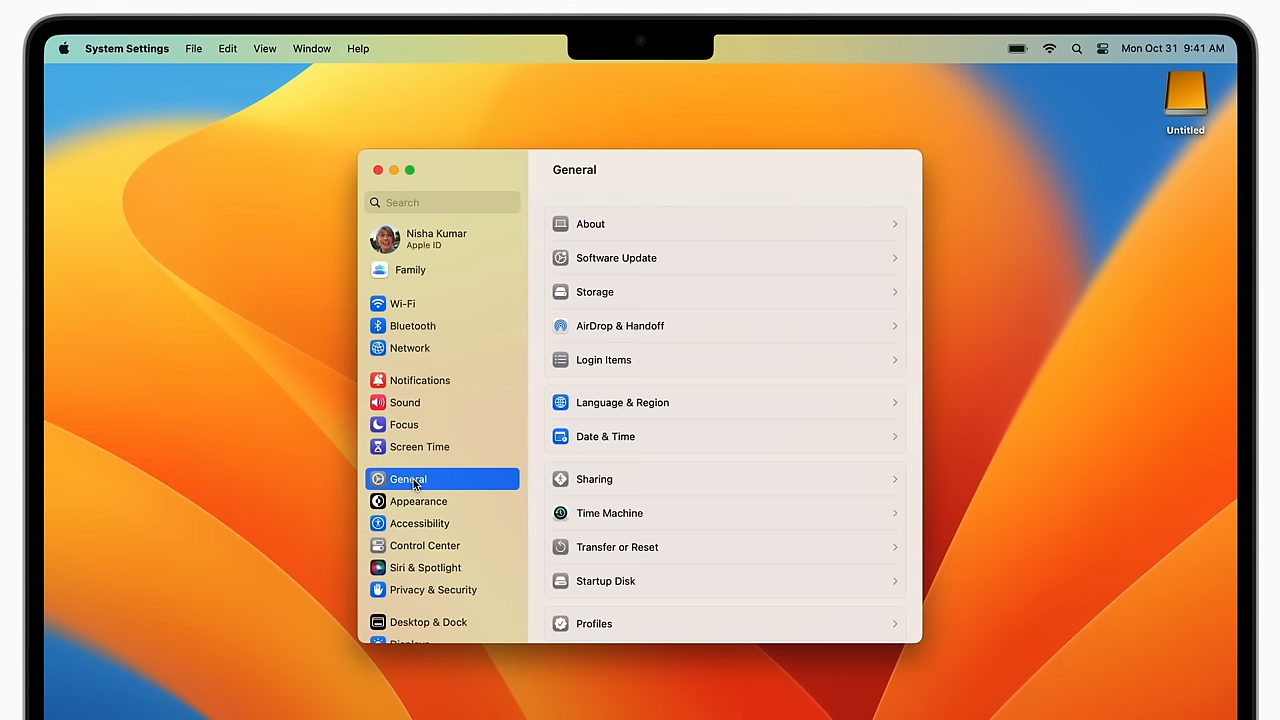 System Settings File Edit View Window Help Mon Oct 31 9:41 AM
Untitled
General
Search
Nisha Kumar
Apple ID
Family
Wi-Fi
Bluetooth
Network
Notifications
Sound
Focus
Screen Time
General
Appearance
Accessibility
Control Center
Siri & Spotlight
Privacy & Security
Desktop & Dock
Displays
About
Software Update
Storage
AirDrop & Handoff
Login Items
Language & Region
Date & Time
Sharing
Time Machine
Transfer or Reset
Startup Disk
Profiles